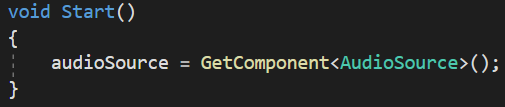 void Start()
{
audioSource = GetComponent<AudioSource>();
}